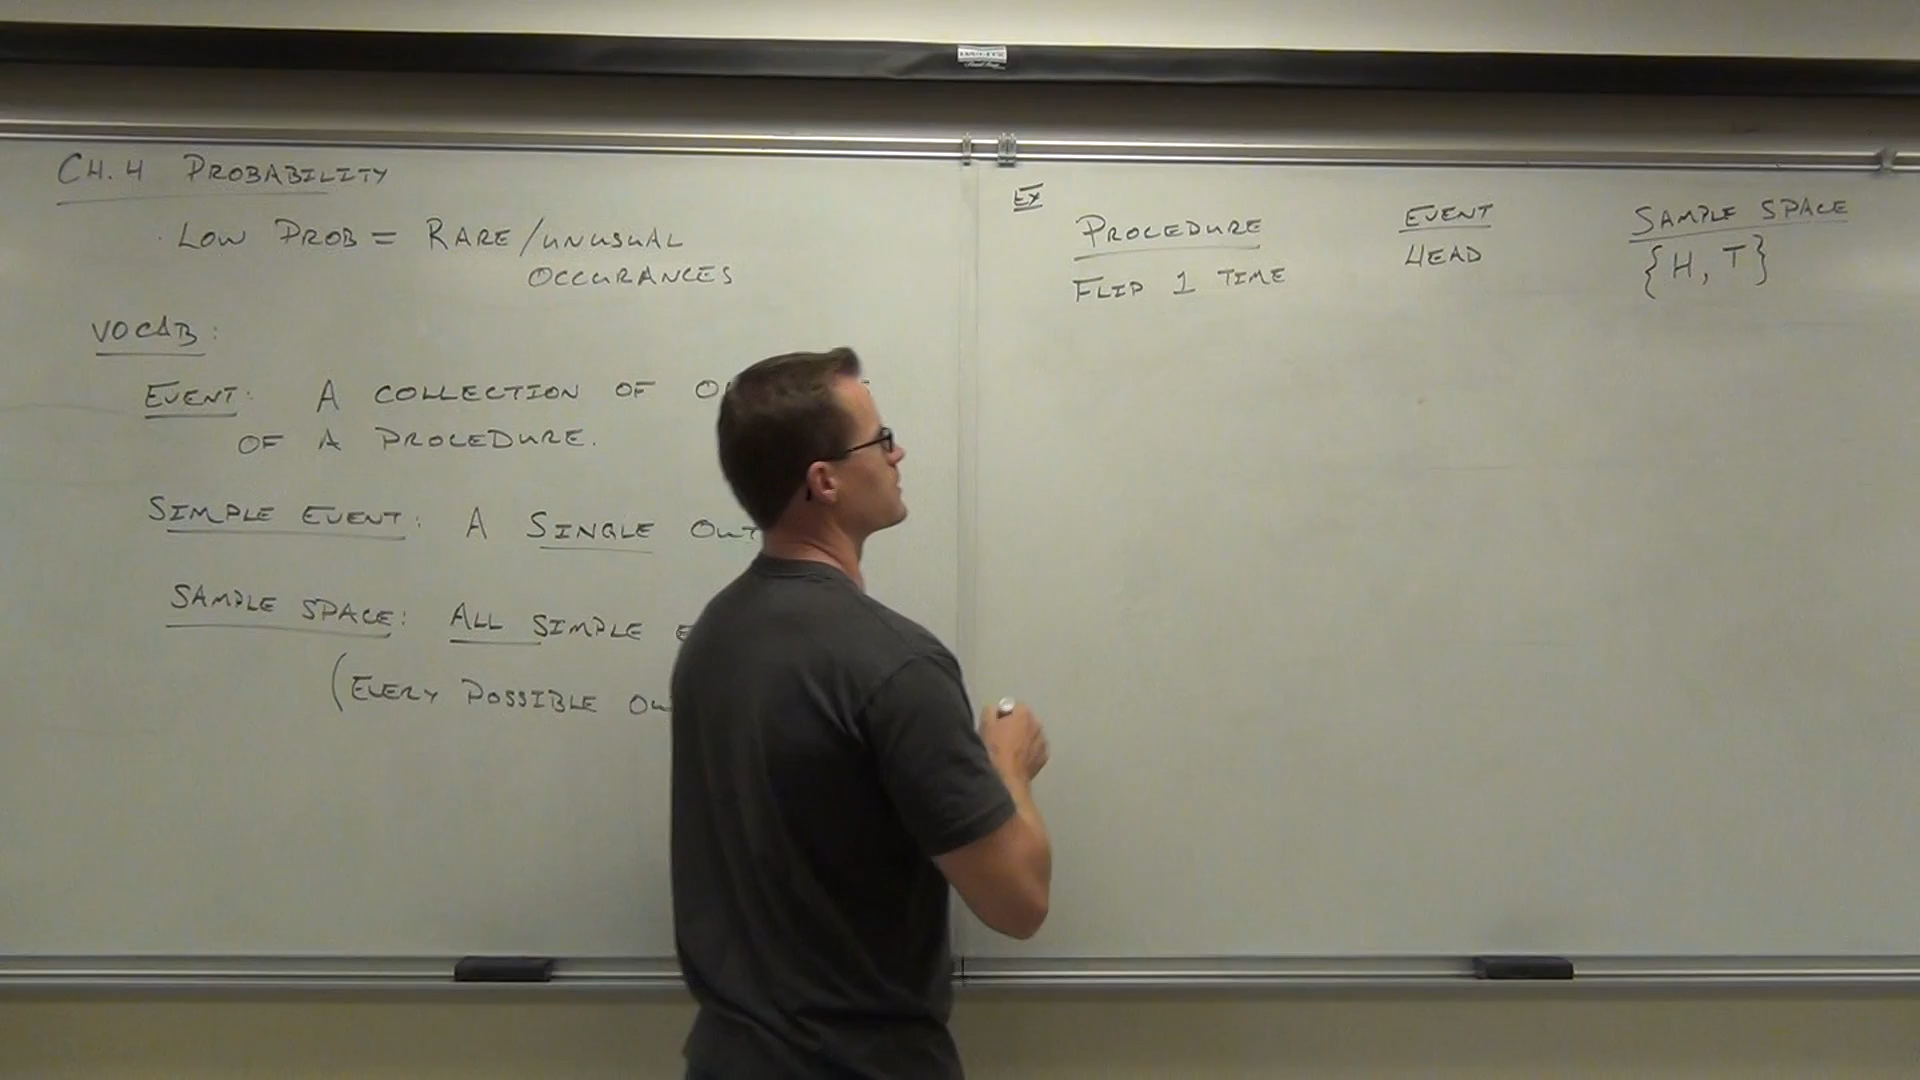 CH.4 PROBABILITY
LOW PROB = RARE/UNUSUAL
OCCURANCES
VOCAB:
EVENT: A COLLECTION OF
OF A PROCEDURE.
SIMPLE EVENT: A SINGLE
SAMPLE SPACE: ALL SIMPLE
(EVERY POSSIBLE
EX
PROCEDURE EVENT SAMPLE SPACE
FLIP 1 TIME HEAD {H, T}